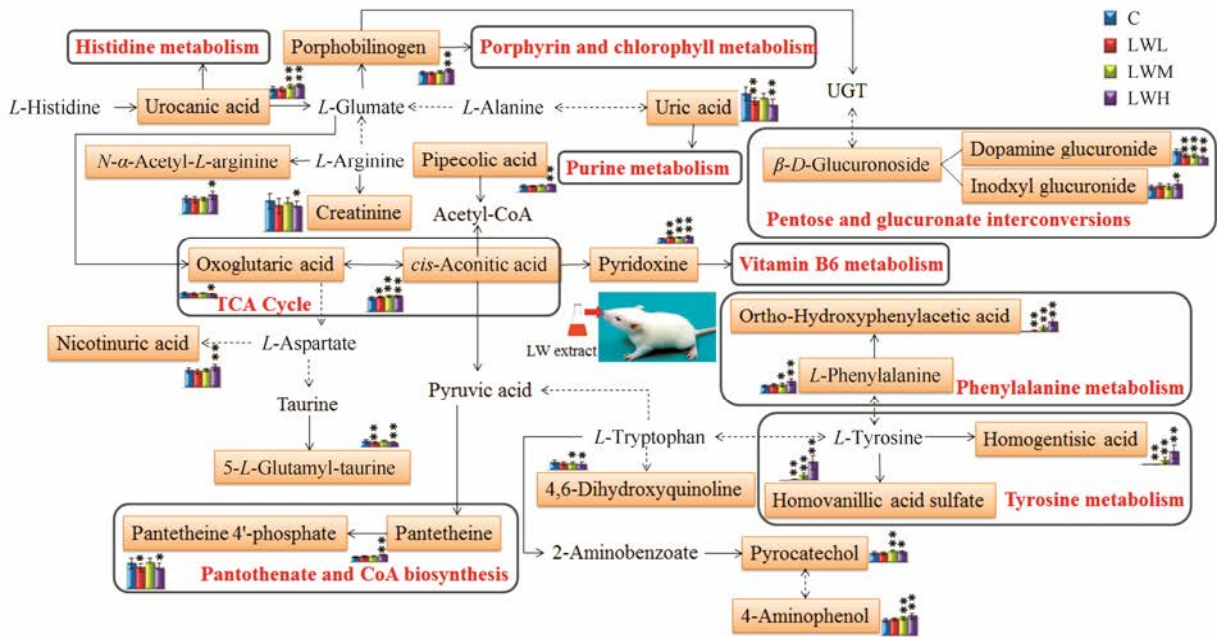 C
LWL
LWM
LWH
Histidine metabolism
Porphobilinogen
Porphyrin and chlorophyll metabolism
L-Histidine
Urocanic acid
L-Glumate
L-Alanine
Uric acid
UGT
N-α-Acetyl-L-arginine
L-Arginine
Pipecolic acid
Purine metabolism
β-D-Glucuronoside
Dopamine glucuronide
Inodxyl glucuronide
Pentose and glucuronate interconversions
Creatinine
Acetyl-CoA
Oxoglutaric acid
cis-Aconitic acid
Pyridoxine
Vitamin B6 metabolism
TCA Cycle
LW extract
Ortho-Hydroxyphenylacetic acid
L-Phenylalanine
Phenylalanine metabolism
Nicotinuric acid
L-Aspartate
Pyruvic acid
Taurine
L-Tryptophan
L-Tyrosine
Homogentisic acid
5-L-Glutamyl-taurine
4,6-Dihydroxyquinoline
Homovanillic acid sulfate
Tyrosine metabolism
Pantetheine 4'-phosphate
Pantetheine
Pantothenate and CoA biosynthesis
2-Aminobenzoate
Pyrocatechol
4-Aminophenol